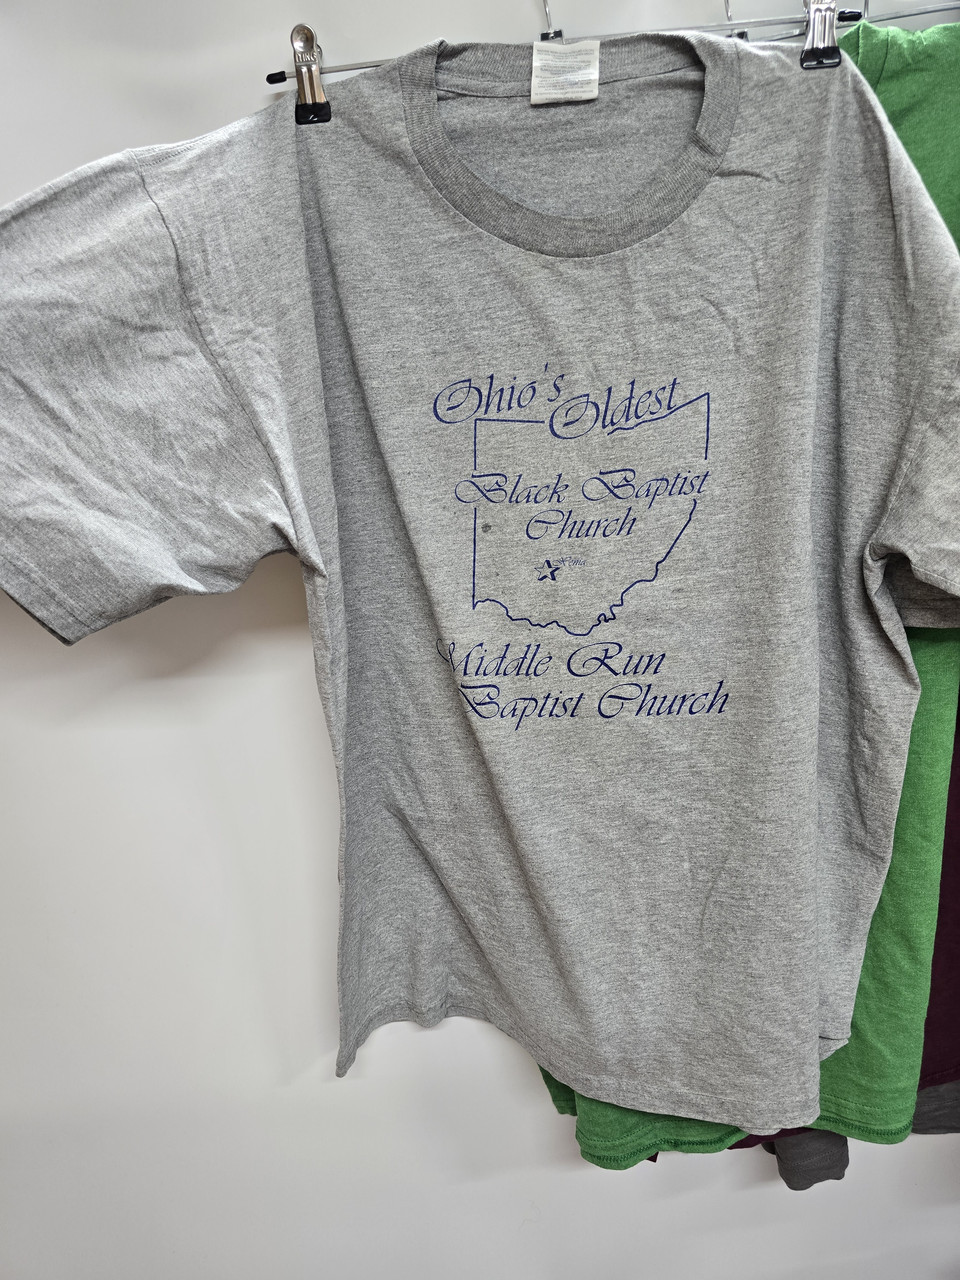 Ohio's
Oldest
Black Baptist
Church
Xenia
Middle Run
Baptist Church